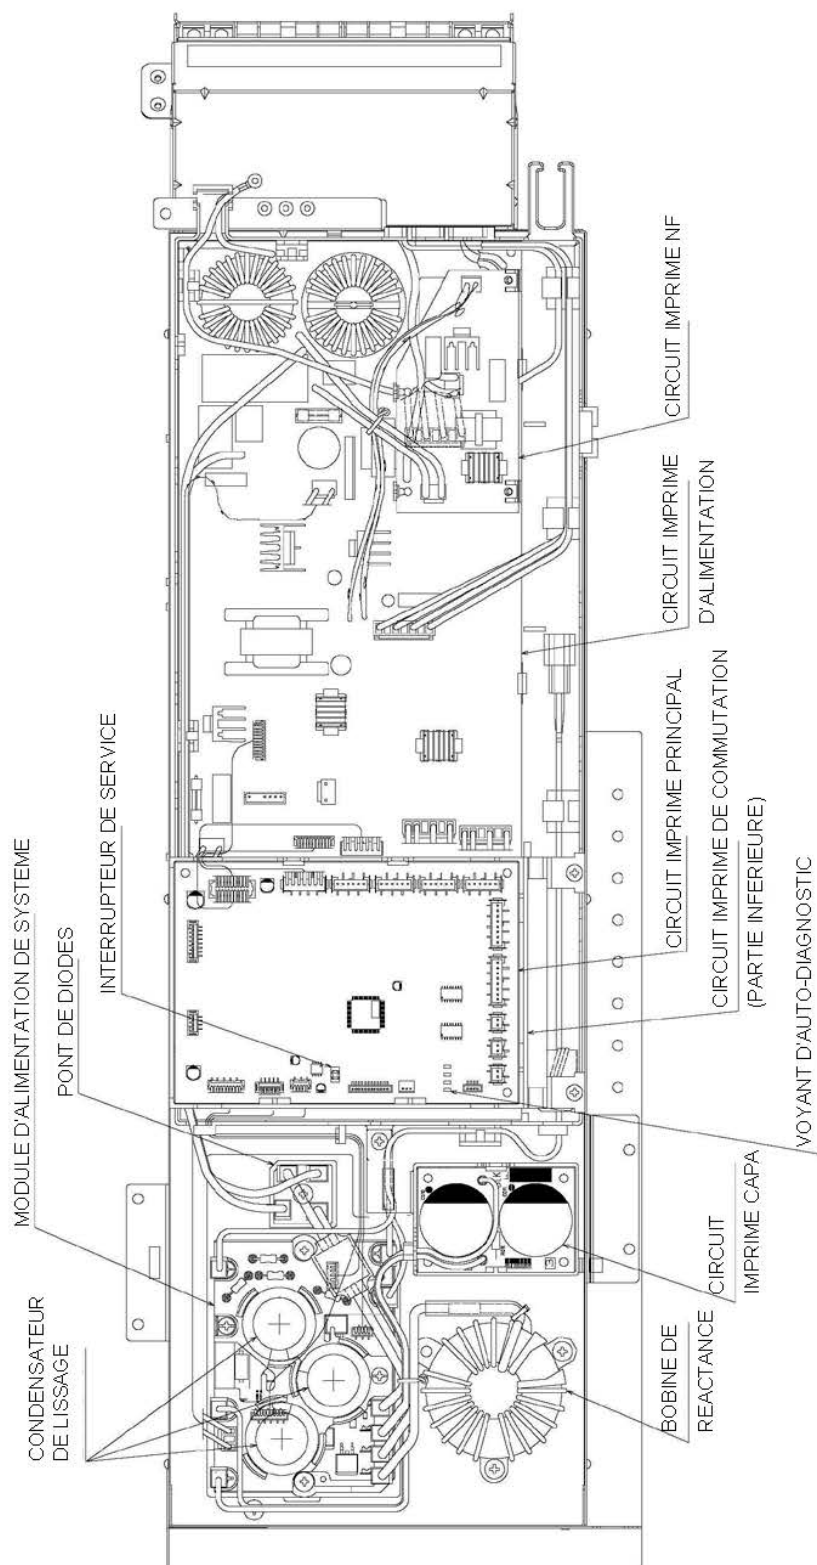 CONDENSATEUR
DE LISSAGE
MODULE D'ALIMENTATION DE SYSTEME
PONT DE DIODES
INTERRUPTEUR DE SERVICE
BOBINE DE
REACTANCE
CIRCUIT
IMPRIME CAPA
VOYANT D'AUTO-DIAGNOSTIC
CIRCUIT IMPRIME DE COMMUTATION
(PARTIE INFERIEURE)
CIRCUIT IMPRIME PRINCIPAL
CIRCUIT IMPRIME
D'ALIMENTATION
CIRCUIT IMPRIME NF